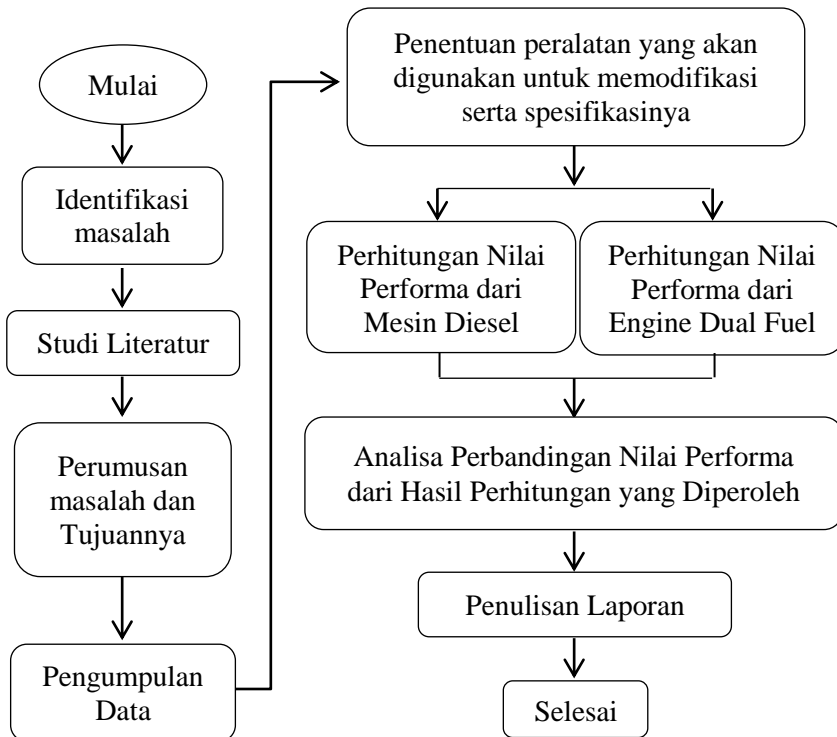 Mulai
Identifikasi
masalah
Studi Literatur
Perumusan
masalah dan
Tujuannya
Pengumpulan
Data
Penentuan peralatan yang akan
digunakan untuk memodifikasi
serta spesifikasinya
Perhitungan Nilai
Performa dari
Mesin Diesel
Perhitungan Nilai
Performa dari
Engine Dual Fuel
Analisa Perbandingan Nilai Performa
dari Hasil Perhitungan yang Diperoleh
Penulisan Laporan
Selesai